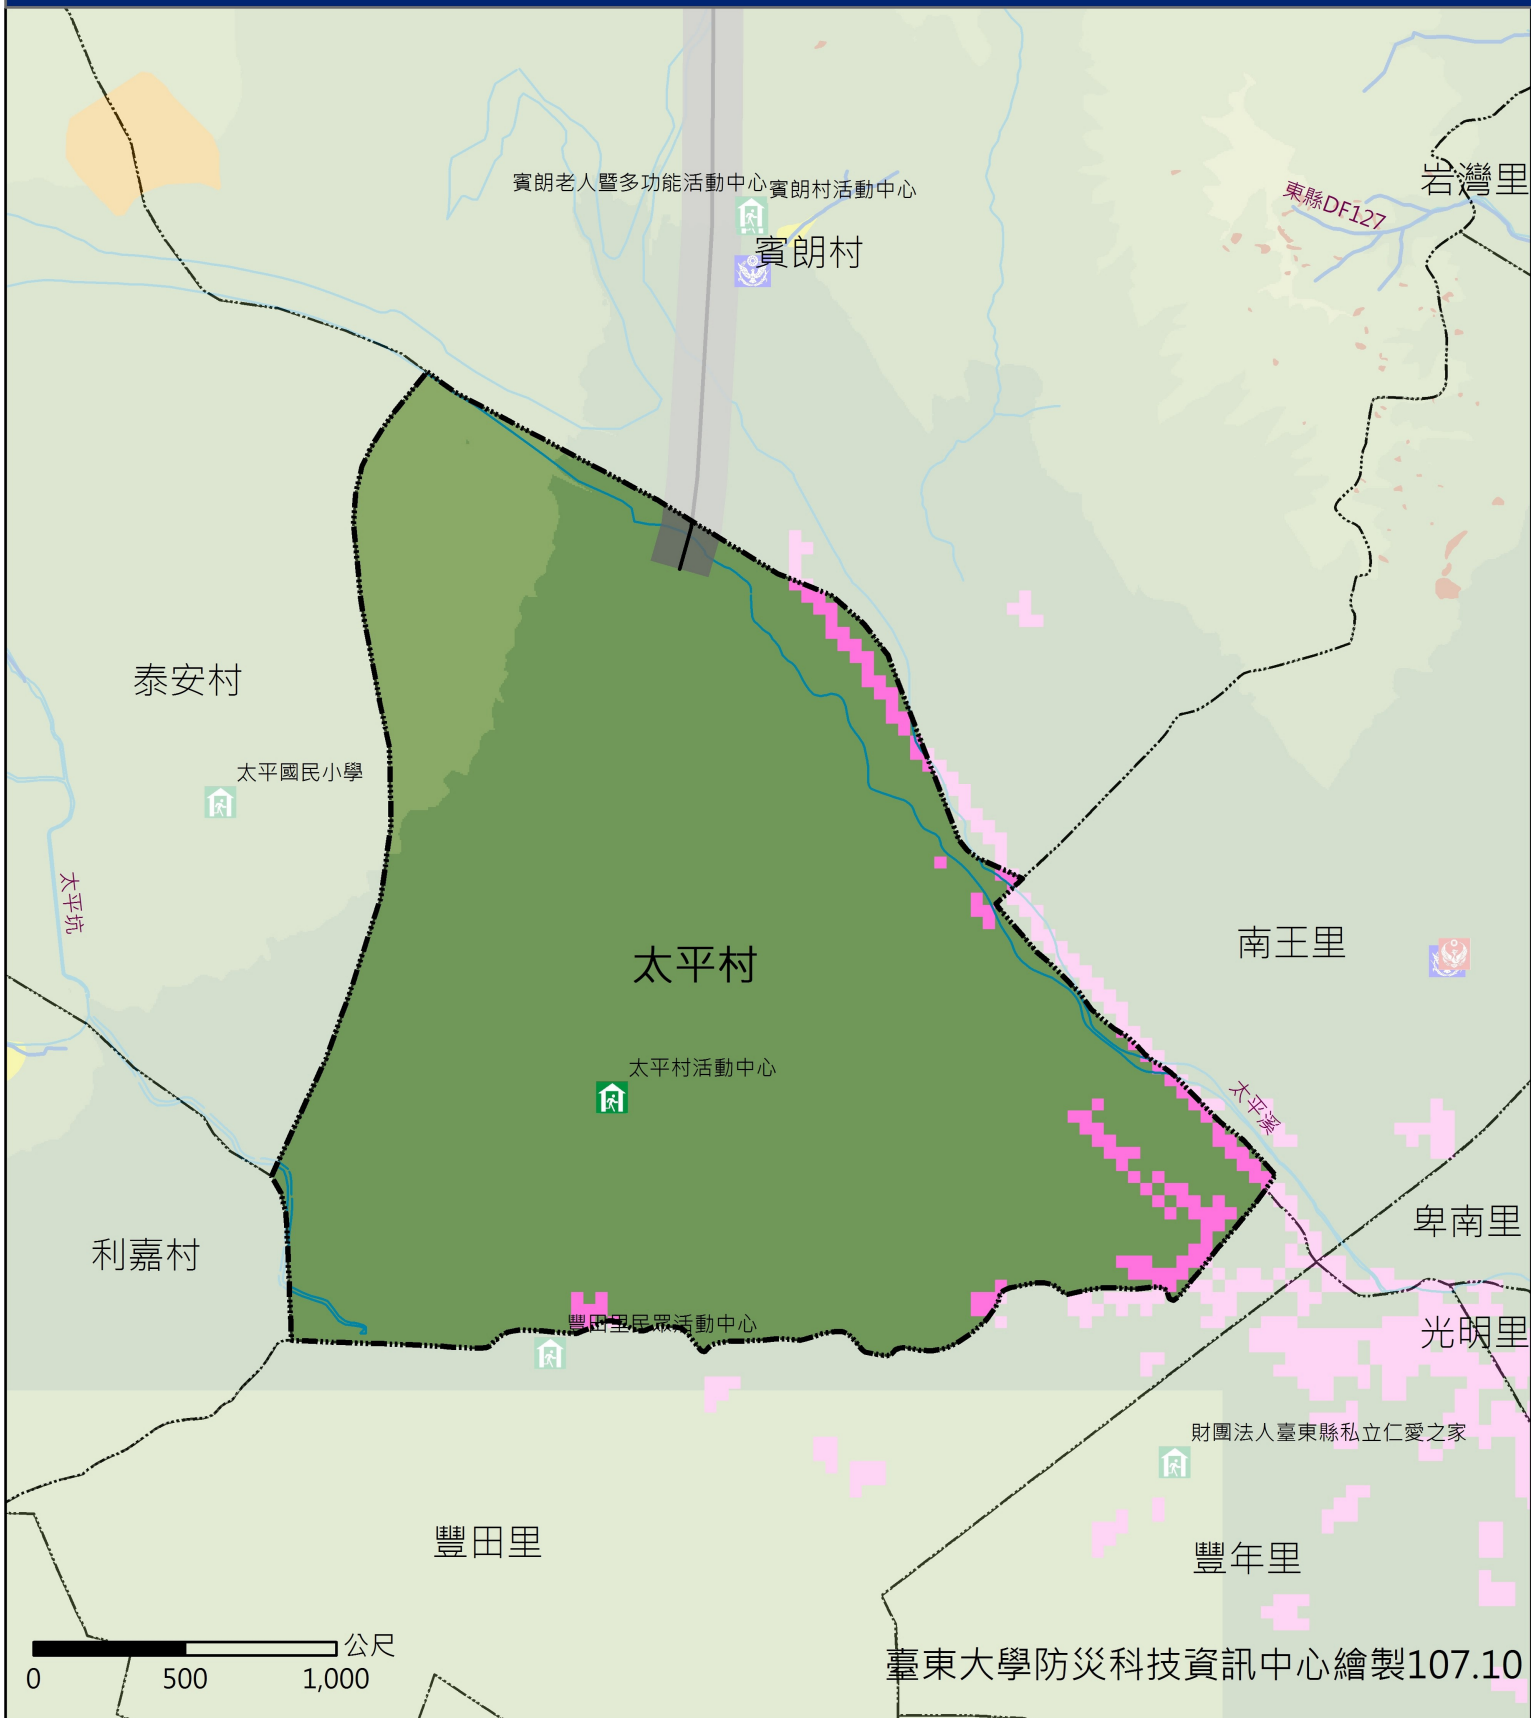 岩灣里
賓朗老人暨多功能活動中心
賓朗村活動中心
東縣DF127
賓朗村
泰安村
太平國民小學
太平坑
南王里
太平村
太平村活動中心
太平溪
卑南里
利嘉村
豐田里民眾活動中心
光明里
財團法人臺東縣私立仁愛之家
豐田里
豐年里
公尺
0 500 1,000
臺東大學防災科技資訊中心繪製107.10